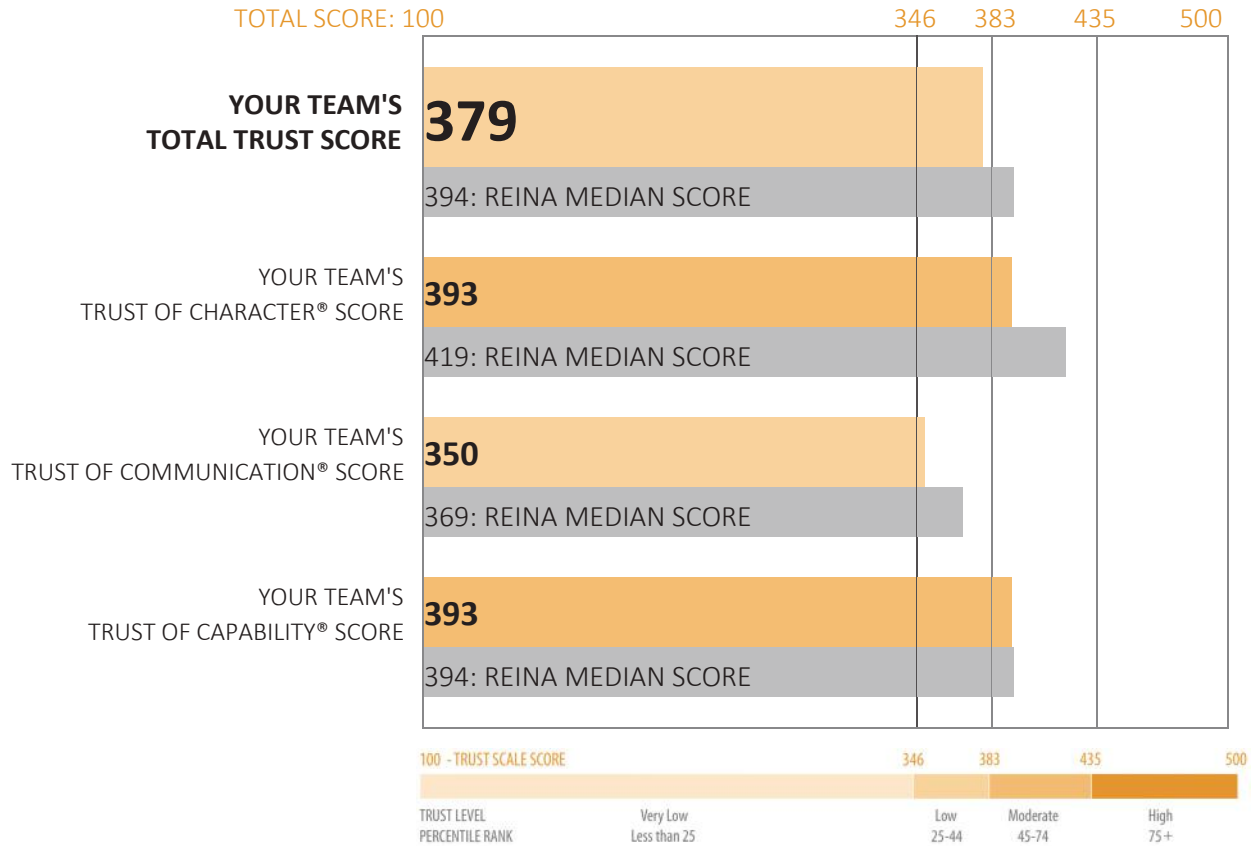 TOTAL SCORE: 100 346 383 435 500
YOUR TEAM'S
TOTAL TRUST SCORE
379
394: REINA MEDIAN SCORE
YOUR TEAM'S
TRUST OF CHARACTER® SCORE
393
419: REINA MEDIAN SCORE
YOUR TEAM'S
TRUST OF COMMUNICATION® SCORE
350
369: REINA MEDIAN SCORE
YOUR TEAM'S
TRUST OF CAPABILITY® SCORE
393
394: REINA MEDIAN SCORE
100 - TRUST SCALE SCORE 346 383 435 500
TRUST LEVEL Very Low Low Moderate High
PERCENTILE RANK Less than 25 25-44 45-74 75+